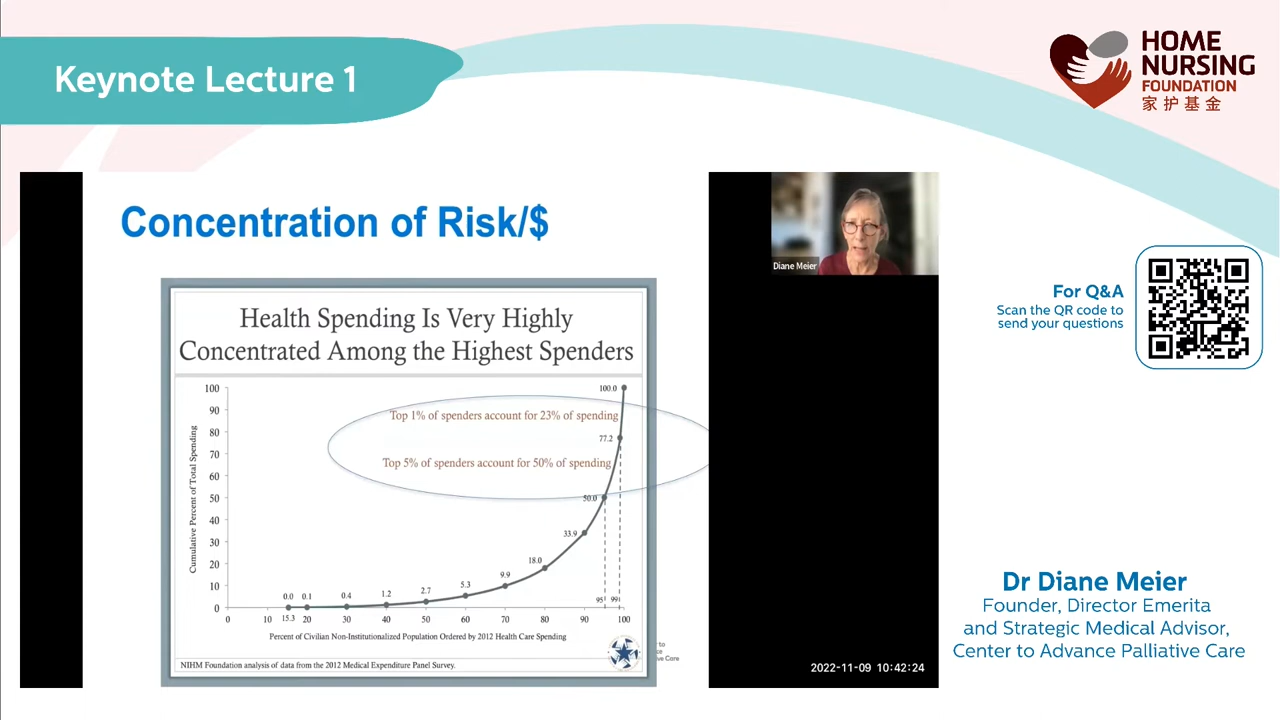 Keynote Lecture 1
HOME
NURSING
FOUNDATION
家护基金
Concentration of Risk/$
Diane Meier
Health Spending Is Very Highly
Concentrated Among the Highest Spenders
Cumulative Percent of Total Spending
100
90
80
70
60
50
40
30
20
10
0
Top 1% of spenders account for 23% of spending
Top 5% of spenders account for 50% of spending
100.0
77.2
50.0
33.9
18.0
9.9
5.3
2.7
1.2
0.4
0.1
0.0
15.3
95
99
0 10 20 30 40 50 60 70 80 90 100
Percent of Civilian Non-Institutionalized Population Ordered by 2012 Health Care Spending
NIHM Foundation analysis of data from the 2012 Medical Expenditure Panel Survey.
2022-11-09 10:42:24
For Q&A
Scan the QR code to
send your questions
Dr Diane Meier
Founder, Director Emerita
and Strategic Medical Advisor,
Center to Advance Palliative Care